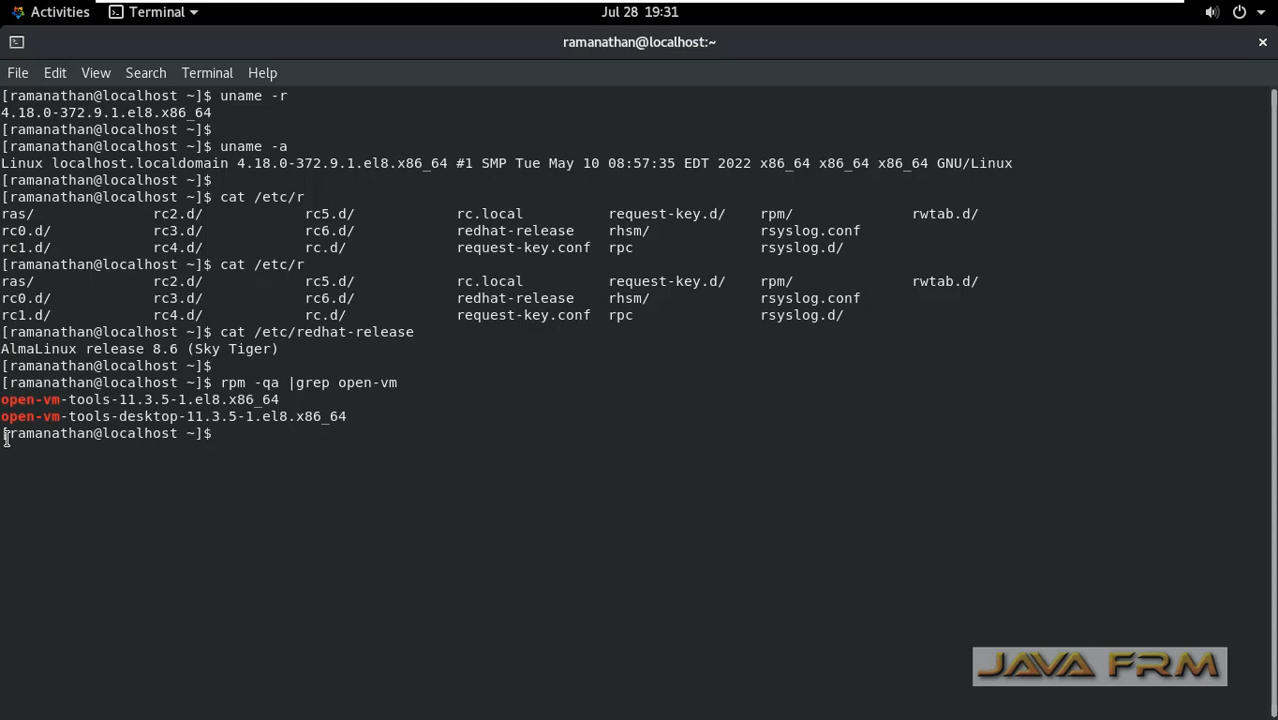 Activities Terminal Jul 28 19:31
ramanathan@localhost:~
File Edit View Search Terminal Help
[ramanathan@localhost ~]$ uname -r
4.18.0-372.9.1.el8.x86_64
[ramanathan@localhost ~]$
[ramanathan@localhost ~]$ uname -a
Linux localhost.localdomain 4.18.0-372.9.1.el8.x86_64 #1 SMP Tue May 10 08:57:35 EDT 2022 x86_64 x86_64 x86_64 GNU/Linux
[ramanathan@localhost ~]$
[ramanathan@localhost ~]$ cat /etc/r
ras/ rc2.d/ rc5.d/ rc.local request-key.d/ rpm/ rwtab.d/
rc0.d/ rc3.d/ rc6.d/ redhat-release rhsm/ rsyslog.conf
rc1.d/ rc4.d/ rc.d/ request-key.conf rpc rsyslog.d/
[ramanathan@localhost ~]$ cat /etc/r
ras/ rc2.d/ rc5.d/ rc.local request-key.d/ rpm/ rwtab.d/
rc0.d/ rc3.d/ rc6.d/ redhat-release rhsm/ rsyslog.conf
rc1.d/ rc4.d/ rc.d/ request-key.conf rpc rsyslog.d/
[ramanathan@localhost ~]$ cat /etc/redhat-release
AlmaLinux release 8.6 (Sky Tiger)
[ramanathan@localhost ~]$
[ramanathan@localhost ~]$ rpm -qa |grep open-vm
open-vm-tools-11.3.5-1.el8.x86_64
open-vm-tools-desktop-11.3.5-1.el8.x86_64
[ramanathan@localhost ~]$
JAVA FRM